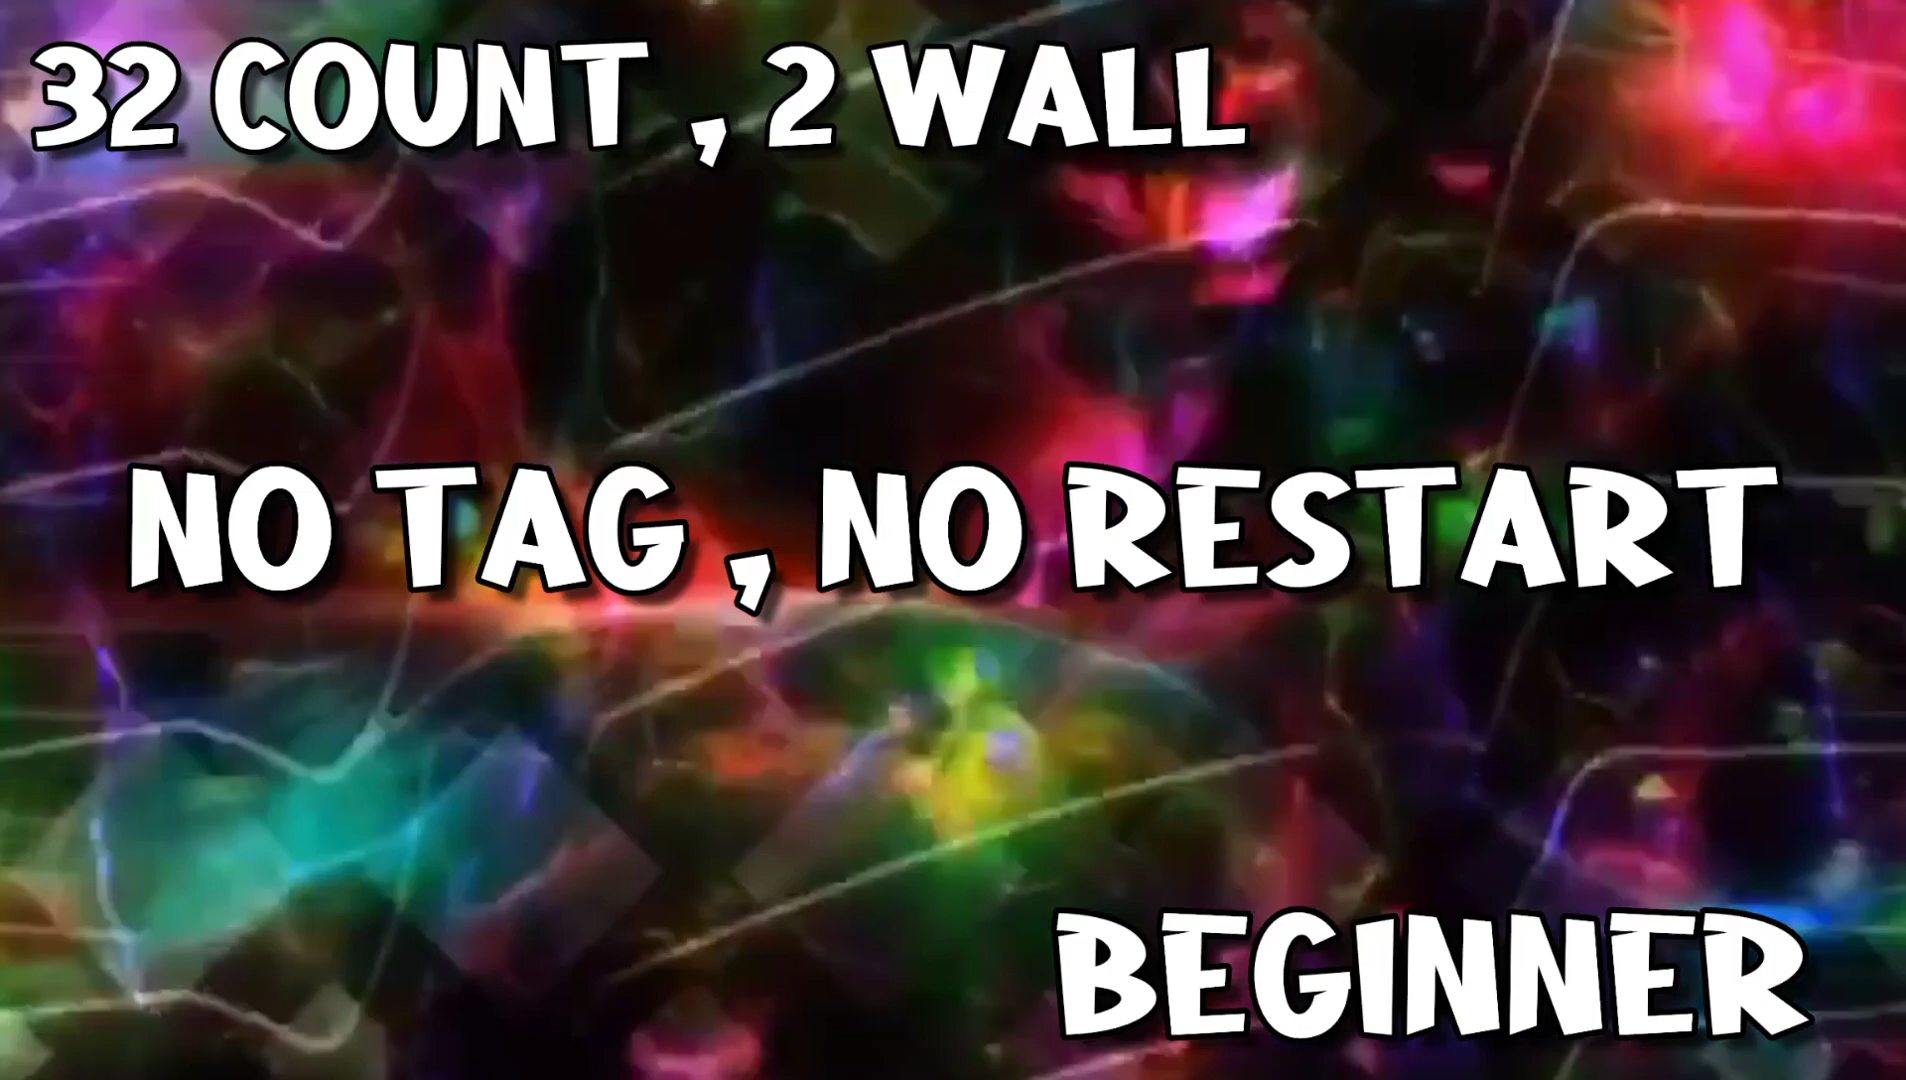 32 COUNT , 2 WALL
NO TAG , NO RESTART
BEGINNER